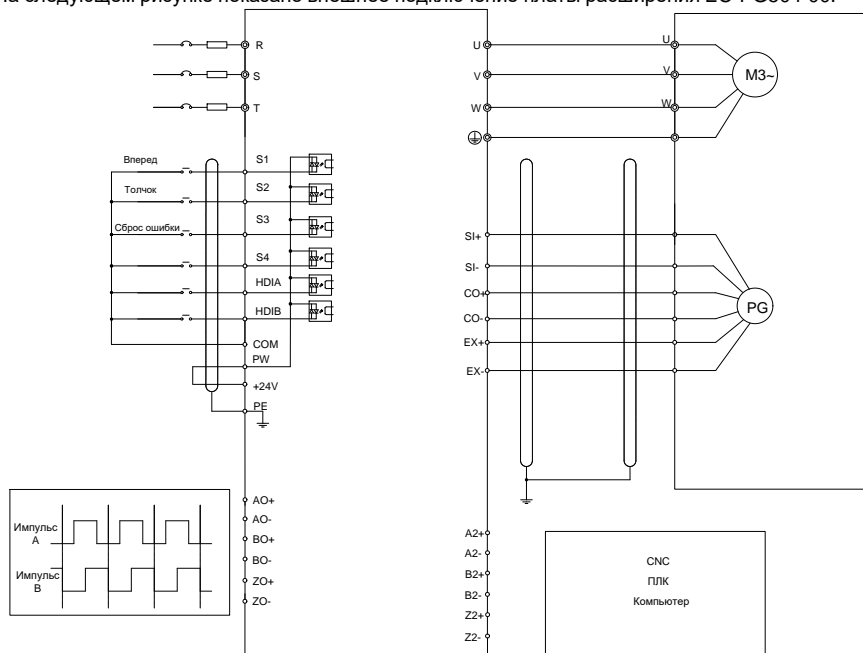 R
S
T
U
V
W
U
V
W
M3~
Вперед
Толчок
Сброс ошибки
S1
S2
S3
S4
HDIA
HDIB
COM
PW
+24V
PE
SI+
SI-
CO+
CO-
EX+
EX-
PG
Импульс
A
Импульс
B
AO+
AO-
BO+
BO-
ZO+
ZO-
A2+
A2-
B2+
B2-
Z2+
Z2-
CNC
ПЛК
Компьютер